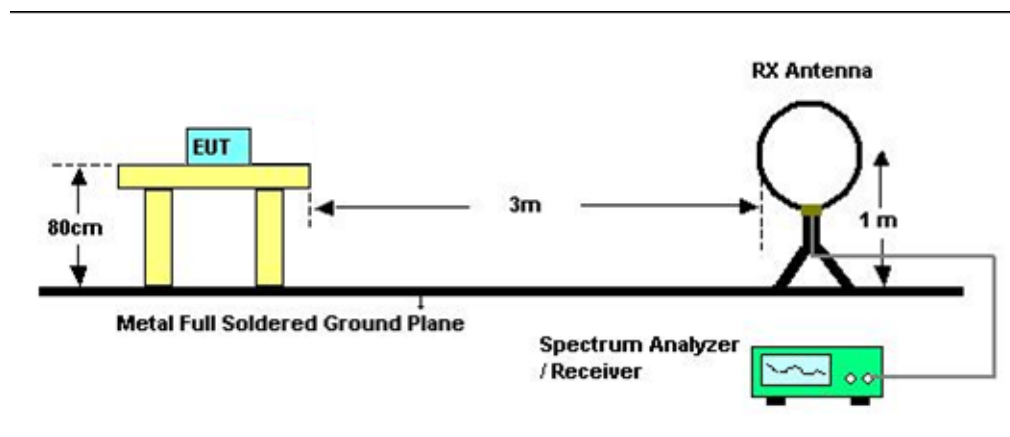 RX Antenna
EUT
80cm
3m
1 m
Metal Full Soldered Ground Plane
Spectrum Analyzer
/ Receiver